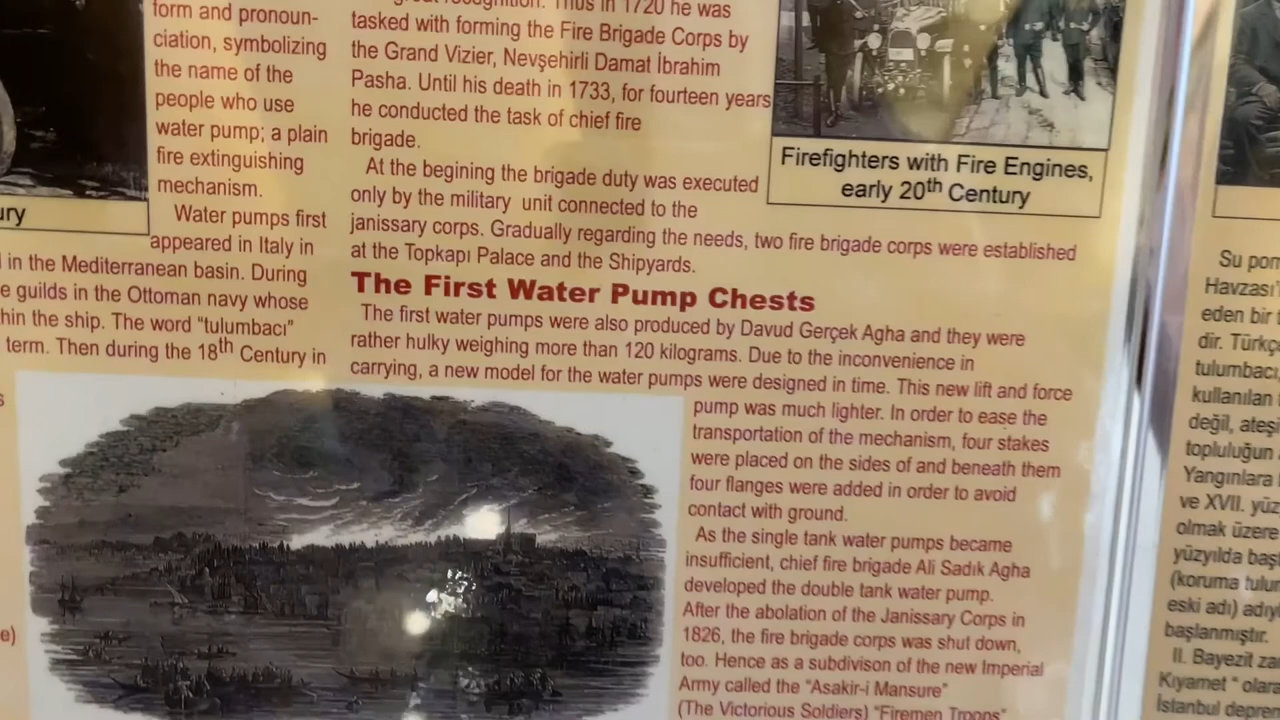 form and pronoun-
ciation, symbolizing
the name of the
people who use
water pump; a plain
fire extinguishing
mechanism.
Water pumps first
appeared in Italy in
in the Mediterranean basin. During
guilds in the Ottoman navy whose
the ship. The word “tulumbacı”
term. Then during the 18th Century in
Thus in 1720 he was
tasked with forming the Fire Brigade Corps by
the Grand Vizier, Nevşehirli Damat İbrahim
Pasha. Until his death in 1733, for fourteen years
he conducted the task of chief fire
brigade.
At the begining the brigade duty was executed
only by the military unit connected to the
janissary corps. Gradually regarding the needs, two fire brigade corps were established
at the Topkapı Palace and the Shipyards.
The First Water Pump Chests
The first water pumps were also produced by Davud Gerçek Agha and they were
rather hulky weighing more than 120 kilograms. Due to the inconvenience in
carrying, a new model for the water pumps were designed in time. This new lift and force
pump was much lighter. In order to ease the
transportation of the mechanism, four stakes
were placed on the sides of and beneath them
four flanges were added in order to avoid
contact with ground.
As the single tank water pumps became
insufficient, chief fire brigade Ali Sadık Agha
developed the double tank water pump.
After the abolation of the Janissary Corps in
1826, the fire brigade corps was shut down,
too. Hence as a subdivison of the new Imperial
Army called the “Asakir-i Mansure”
(The Victorious Soldiers) “Firemen Troops”
Firefighters with Fire Engines,
early 20th Century
Su
eden bir
dir.
tulumbacı,
kullanılan
değil,
topluluğun
Yangınlara
ve XVII.
olmak üzere
yüzyılda
(koruma
eski adı)
başlanmıştır.
II. Bayezit
Kıyamet “
İstanbul